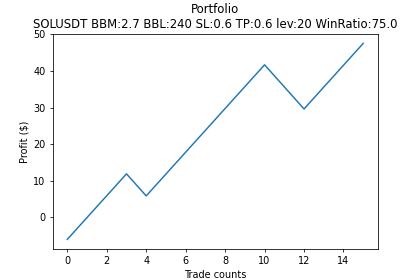 Portfolio
SOLUSDT BBM:2.7 BBL:240 SL:0.6 TP:0.6 lev:20 WinRatio:75.0
50
40
30
20
10
0
Profit ($)
0 2 4 6 8 10 12 14
Trade counts